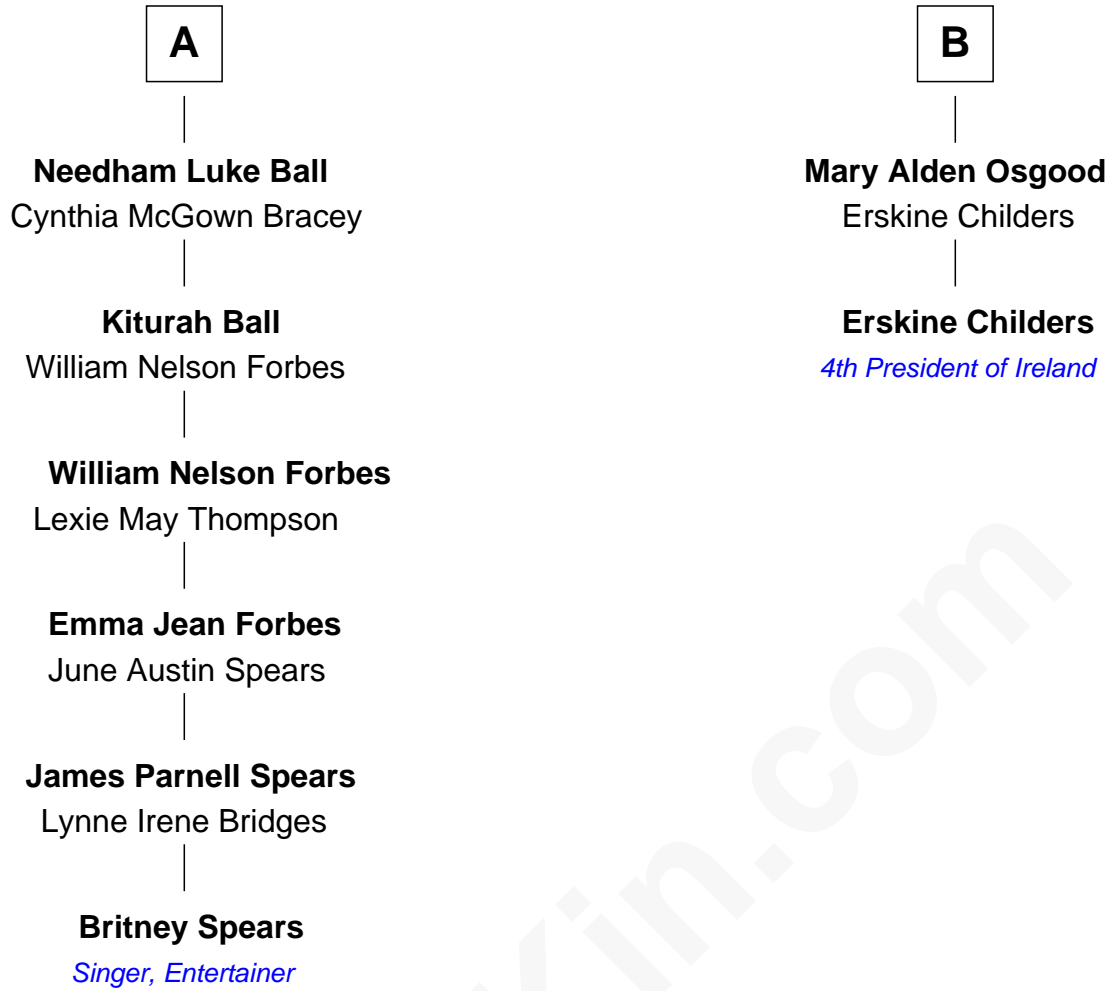 A
Needham Luke Ball
Cynthia McGown Bracey
Kiturah Ball
William Nelson Forbes
William Nelson Forbes
Lexie May Thompson
Emma Jean Forbes
June Austin Spears
James Parnell Spears
Lynne Irene Bridges
Britney Spears
Singer, Entertainer
B
Mary Alden Osgood
Erskine Childers
Erskine Childers
4th President of Ireland